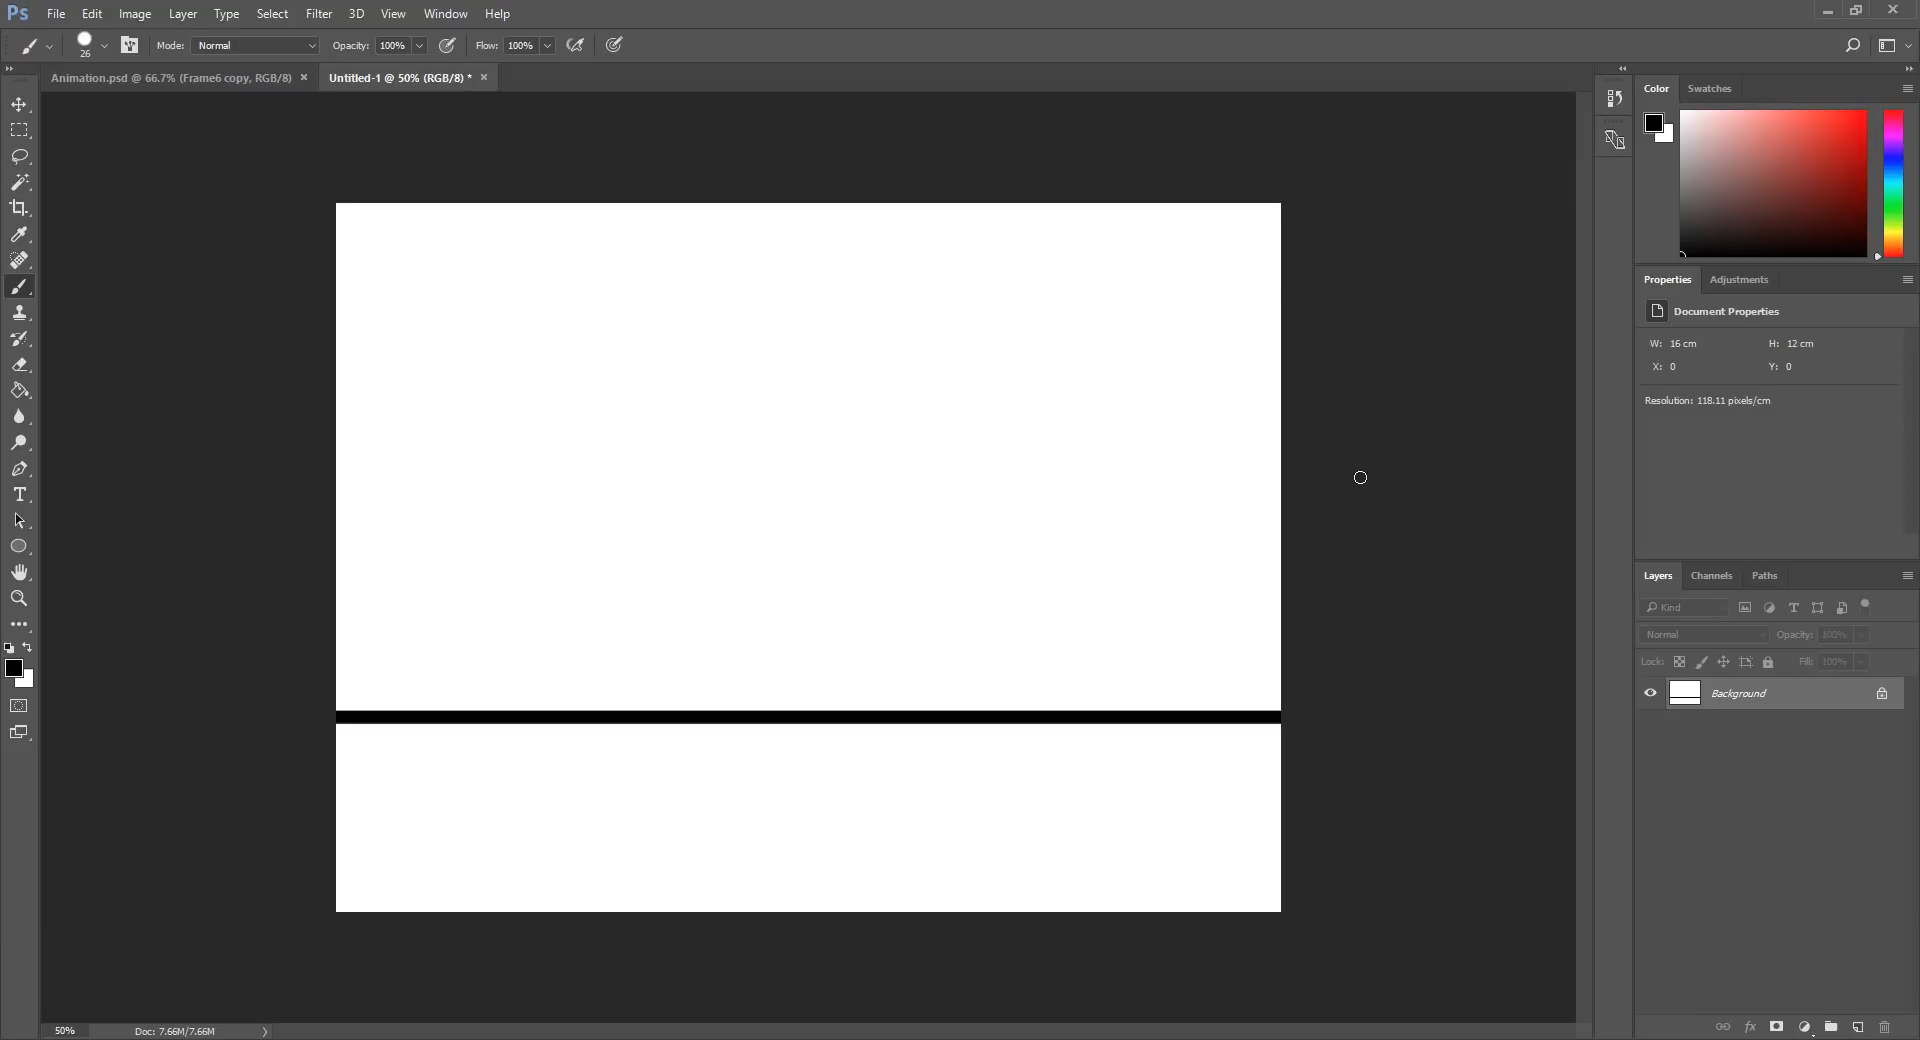 Ps File Edit Image Layer Type Select Filter 3D View Window Help
26 Mode: Normal Opacity: 100% Flow: 100%
Animation.psd @ 66.7% (Frame6 copy, RGB/8) × Untitled-1 @ 50% (RGB/8) * ×
Color Swatches
Properties Adjustments
Document Properties
W: 16 cm H: 12 cm
X: 0 Y: 0
Resolution: 118.11 pixels/cm
Layers Channels Paths
Kind
Normal Opacity: 100%
Lock: Fill: 100%
Background
fx
50% Doc: 7.66M/7.66M